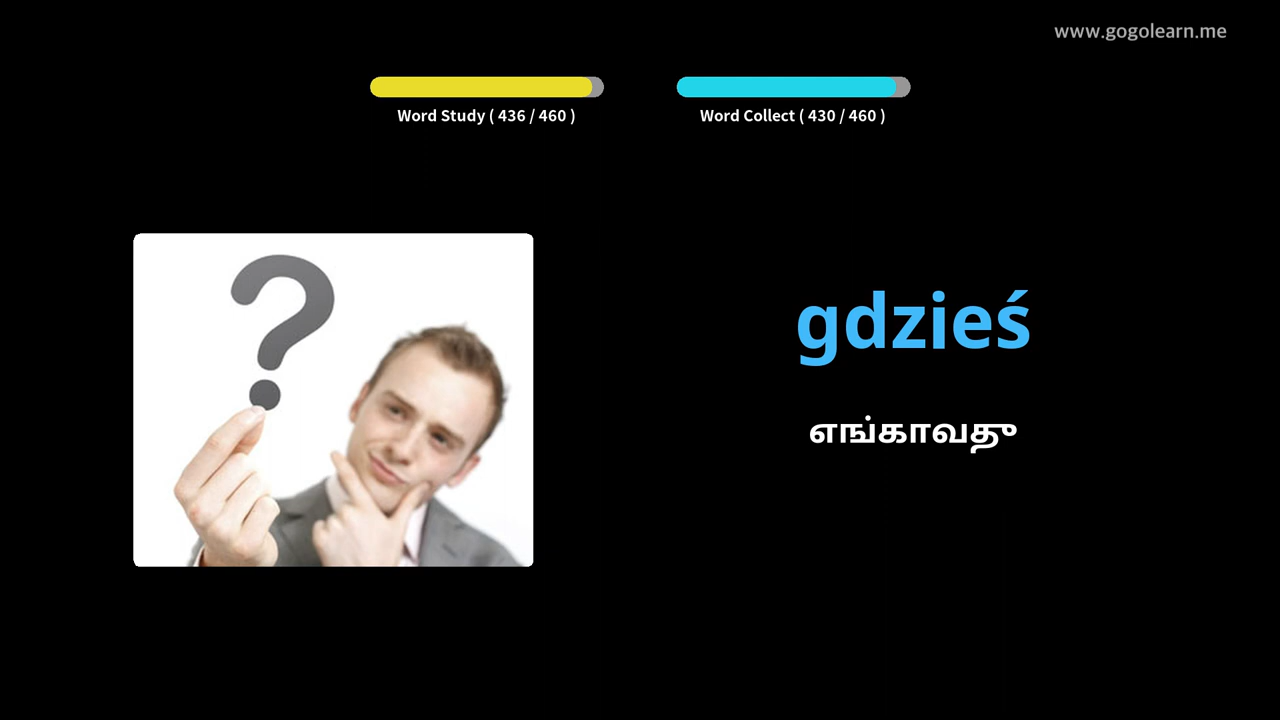 www.gogolearn.me
Word Study ( 436 / 460 )
Word Collect ( 430 / 460 )
?
gdzieś
எங்காவது